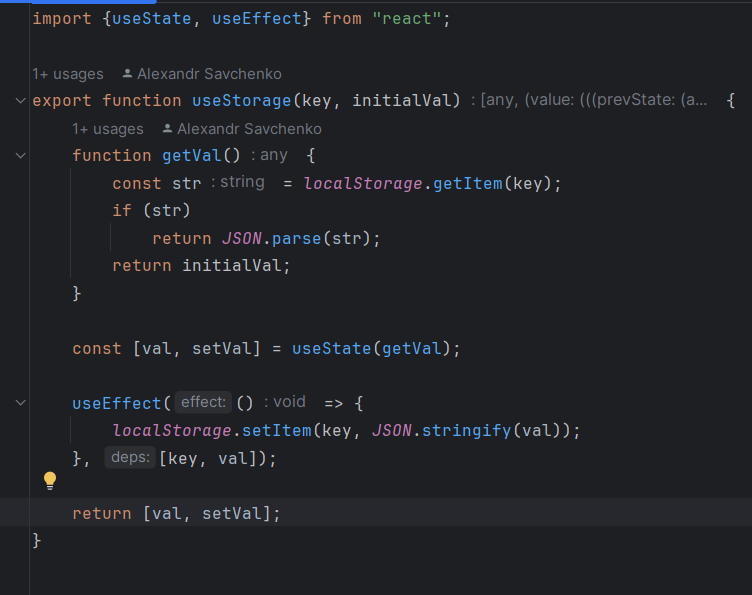 import {useState, useEffect} from "react";
1+ usages Alexandr Savchenko
export function useStorage(key, initialVal) : [any, (value: (((prevState: (a... {
1+ usages Alexandr Savchenko
function getVal() : any {
const str : string = localStorage.getItem(key);
if (str)
return JSON.parse(str);
return initialVal;
}
const [val, setVal] = useState(getVal);
useEffect( effect: () : void => {
localStorage.setItem(key, JSON.stringify(val));
}, deps: [key, val]);
return [val, setVal];
}